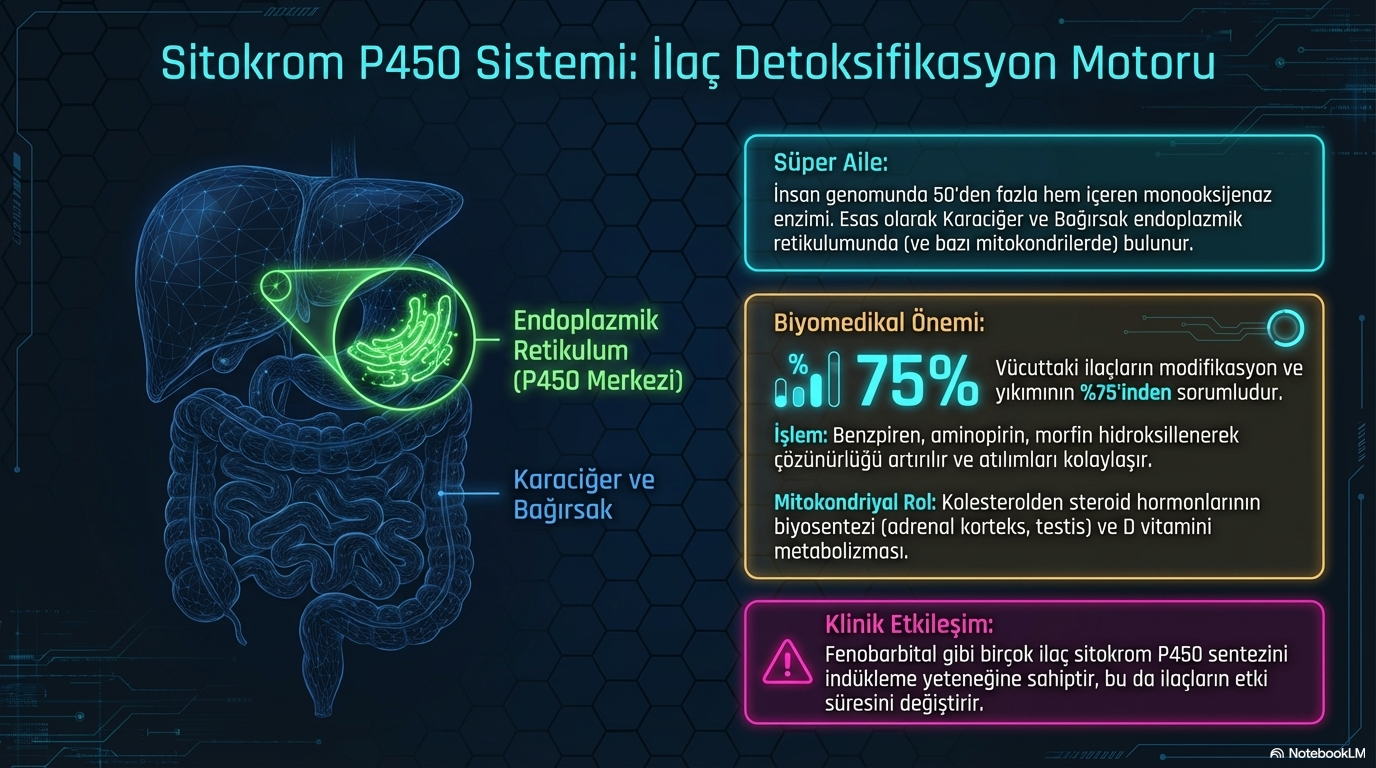 Sitokrom P450 Sistemi: İlaç Detoksifikasyon Motoru
Endoplazmik
Retikulum
(P450 Merkezi)
Karaciğer ve
Bağırsak
Süper Aile:
İnsan genomunda 50'den fazla hem içeren monooksijenaz
enzimi. Esas olarak Karaciğer ve Bağırsak endoplazmik
retikulumunda (ve bazı mitokondrilerde) bulunur.
Biyomedikal Önemi:
%
75%
Vücuttaki ilaçların modifikasyon ve
yıkımının %75'inden sorumludur.
İşlem: Benzpiren, aminopirin, morfin hidroksillenerek
çözünürlüğü artırılır ve atılımları kolaylaşır.
Mitokondriyal Rol: Kolesterolden steroid hormonlarının
biyosentezi (adrenal korteks, testis) ve D vitamini
metabolizması.
Klinik Etkileşim:
Fenobarbital gibi birçok ilaç sitokrom P450 sentezini
indükleme yeteneğine sahiptir, bu da ilaçların etki
süresini değiştirir.
NotebookLM